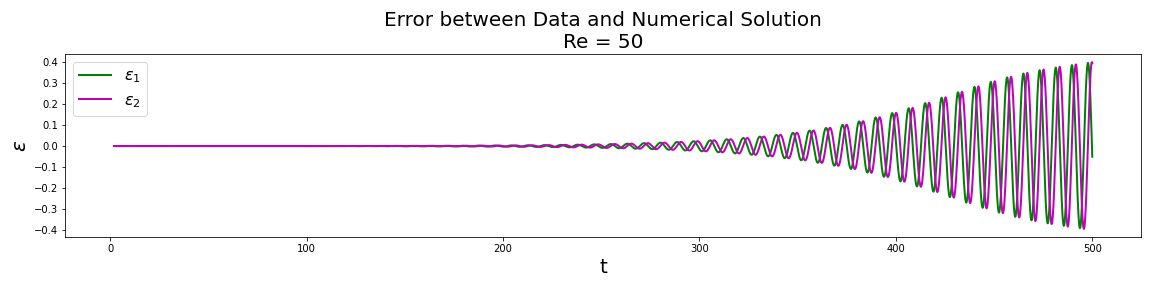 Error between Data and Numerical Solution
Re = 50
0.4
0.3
0.2
0.1
0.0
−0.1
−0.2
−0.3
−0.4
ε
ε₁
ε₂
0 100 200 300 400 500
t